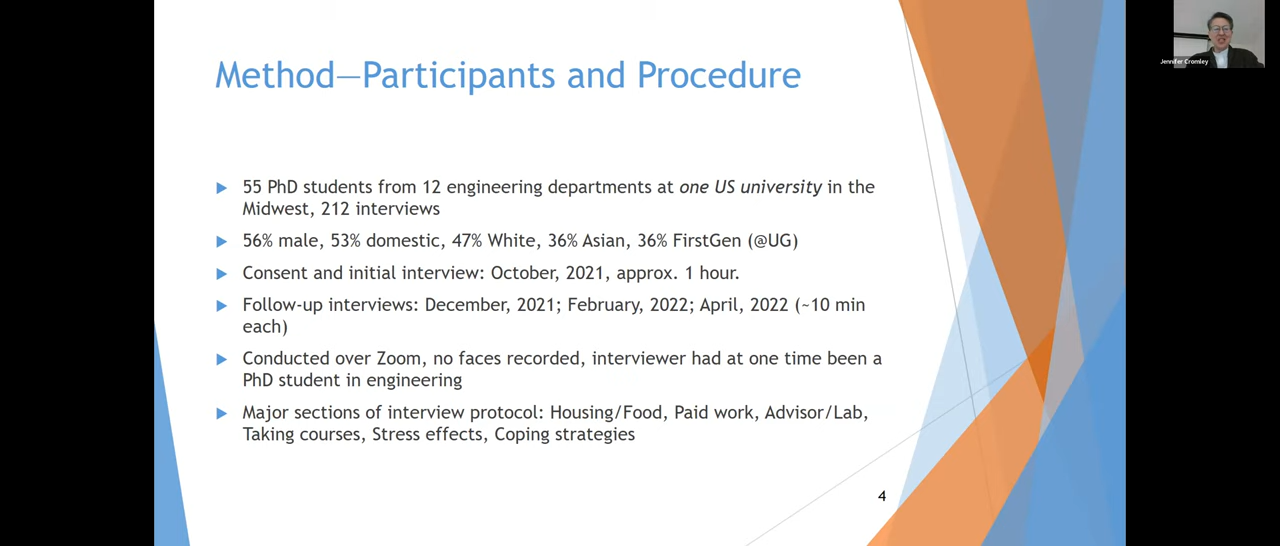 Method—Participants and Procedure
55 PhD students from 12 engineering departments at one US university in the
Midwest, 212 interviews
56% male, 53% domestic, 47% White, 36% Asian, 36% FirstGen (@UG)
Consent and initial interview: October, 2021, approx. 1 hour.
Follow-up interviews: December, 2021; February, 2022; April, 2022 (~10 min
each)
Conducted over Zoom, no faces recorded, interviewer had at one time been a
PhD student in engineering
Major sections of interview protocol: Housing/Food, Paid work, Advisor/Lab,
Taking courses, Stress effects, Coping strategies
4
Jennifer Cromley